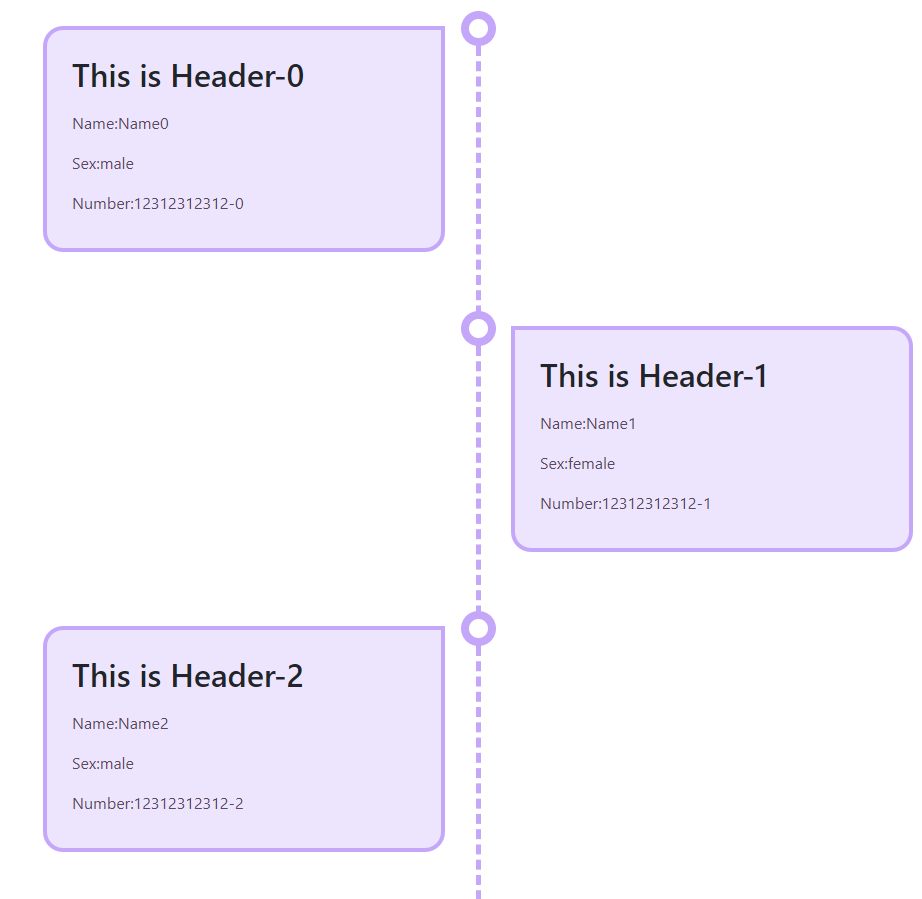 This is Header-0
Name:Name0
Sex:male
Number:12312312312-0
This is Header-1
Name:Name1
Sex:female
Number:12312312312-1
This is Header-2
Name:Name2
Sex:male
Number:12312312312-2